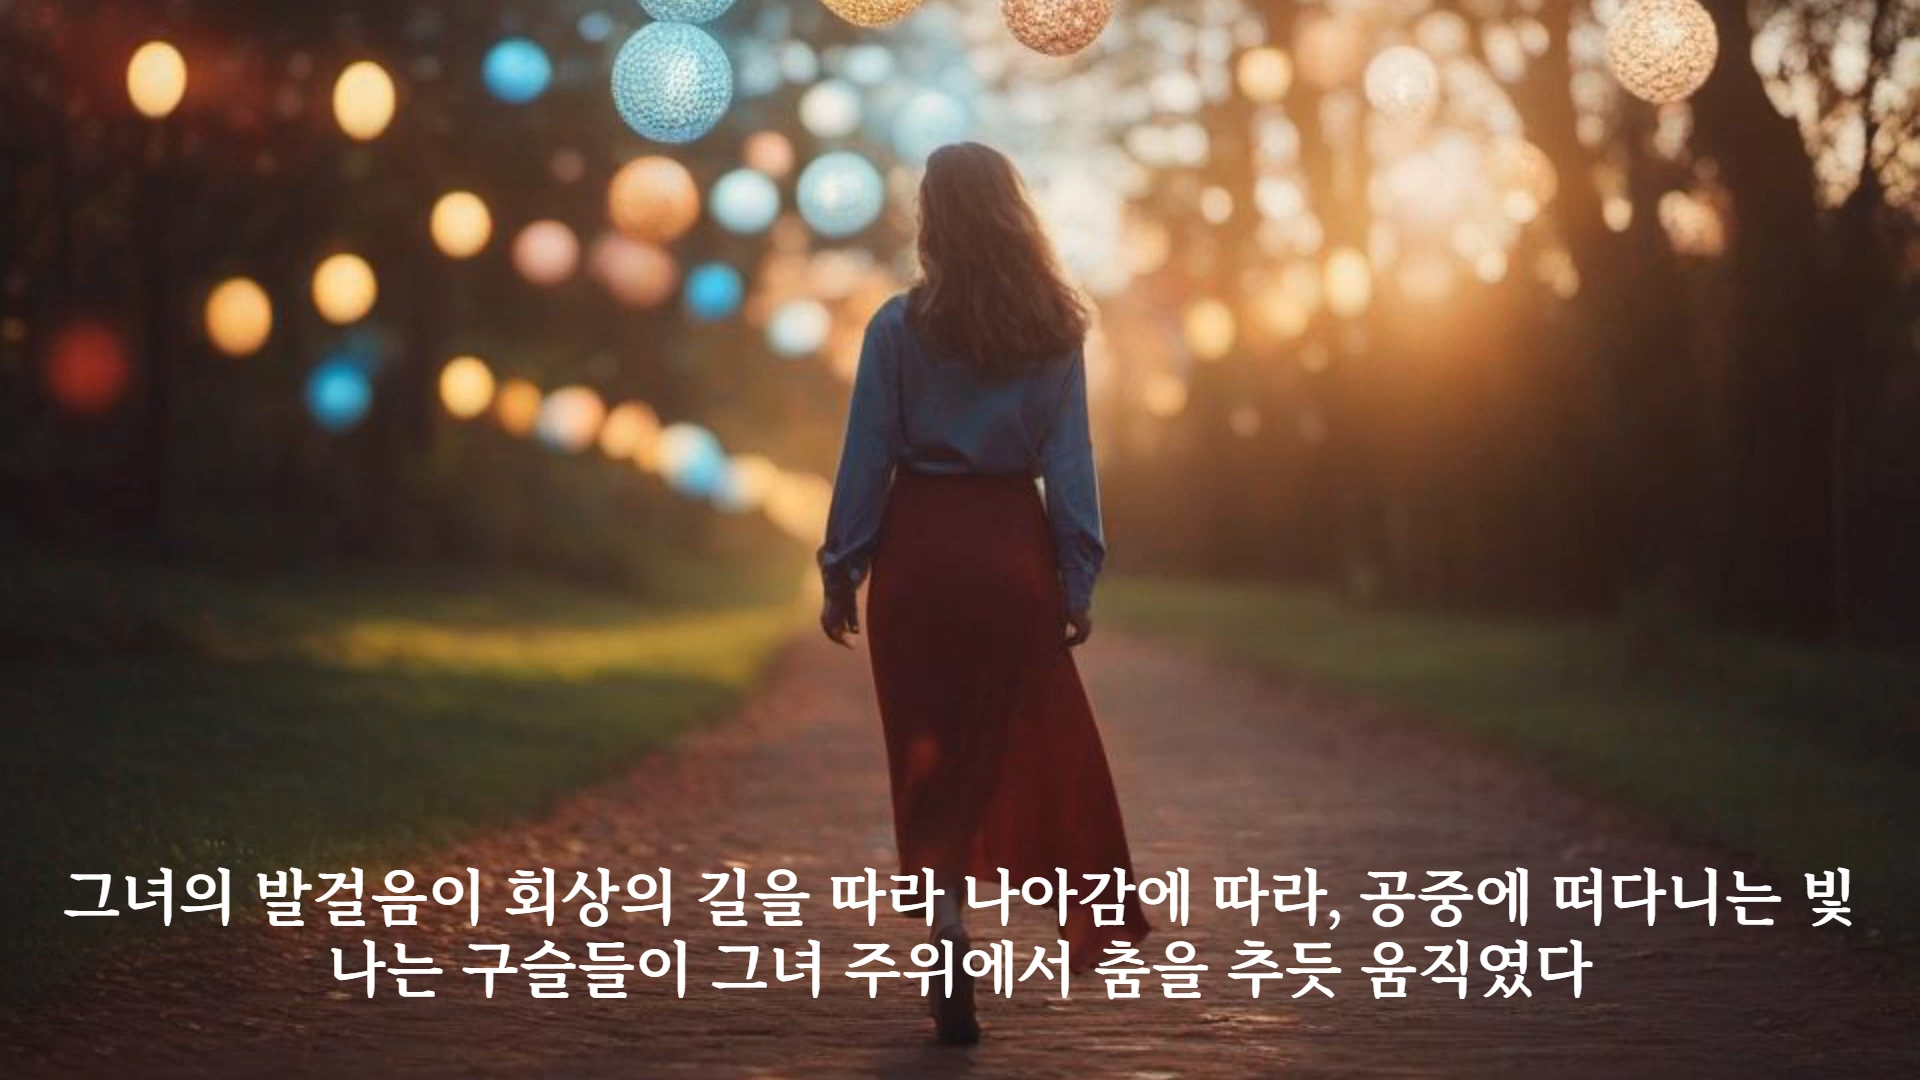 그녀의 발걸음이 회상의 길을 따라 나아감에 따라, 공중에 떠다니는 빛
나는 구슬들이 그녀 주위에서 춤을 추듯 움직였다